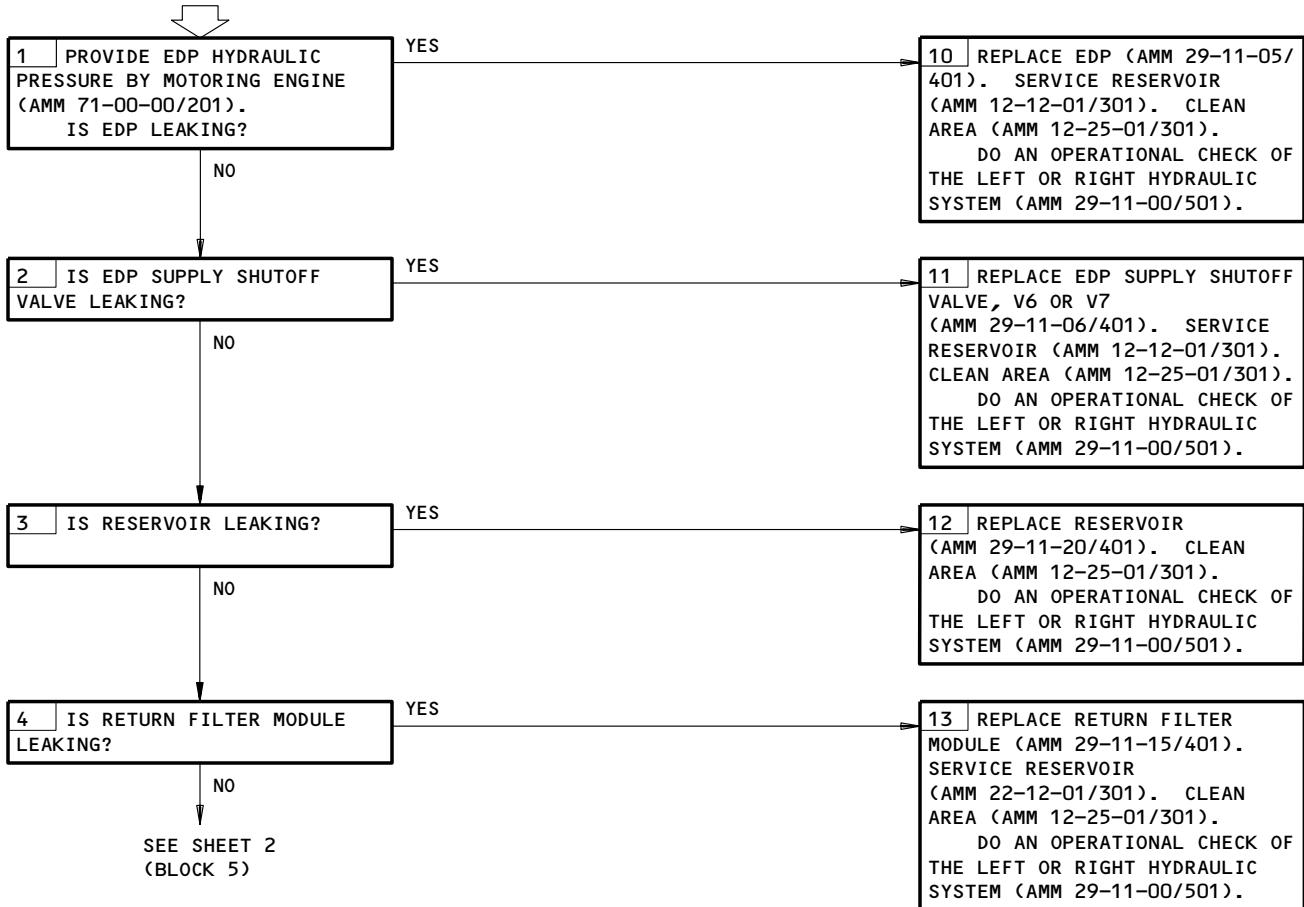 1 PROVIDE EDP HYDRAULIC
PRESSURE BY MOTORING ENGINE
(AMM 71-00-00/201).
IS EDP LEAKING?
YES
NO
10 REPLACE EDP (AMM 29-11-05/
401). SERVICE RESERVOIR
(AMM 12-12-01/301). CLEAN
AREA (AMM 12-25-01/301).
DO AN OPERATIONAL CHECK OF
THE LEFT OR RIGHT HYDRAULIC
SYSTEM (AMM 29-11-00/501).
2 IS EDP SUPPLY SHUTOFF
VALVE LEAKING?
YES
NO
11 REPLACE EDP SUPPLY SHUTOFF
VALVE, V6 OR V7
(AMM 29-11-06/401). SERVICE
RESERVOIR (AMM 12-12-01/301).
CLEAN AREA (AMM 12-25-01/301).
DO AN OPERATIONAL CHECK OF
THE LEFT OR RIGHT HYDRAULIC
SYSTEM (AMM 29-11-00/501).
3 IS RESERVOIR LEAKING?
YES
NO
12 REPLACE RESERVOIR
(AMM 29-11-20/401). CLEAN
AREA (AMM 12-25-01/301).
DO AN OPERATIONAL CHECK OF
THE LEFT OR RIGHT HYDRAULIC
SYSTEM (AMM 29-11-00/501).
4 IS RETURN FILTER MODULE
LEAKING?
YES
NO
SEE SHEET 2
(BLOCK 5)
13 REPLACE RETURN FILTER
MODULE (AMM 29-11-15/401).
SERVICE RESERVOIR
(AMM 22-12-01/301). CLEAN
AREA (AMM 12-25-01/301).
DO AN OPERATIONAL CHECK OF
THE LEFT OR RIGHT HYDRAULIC
SYSTEM (AMM 29-11-00/501).